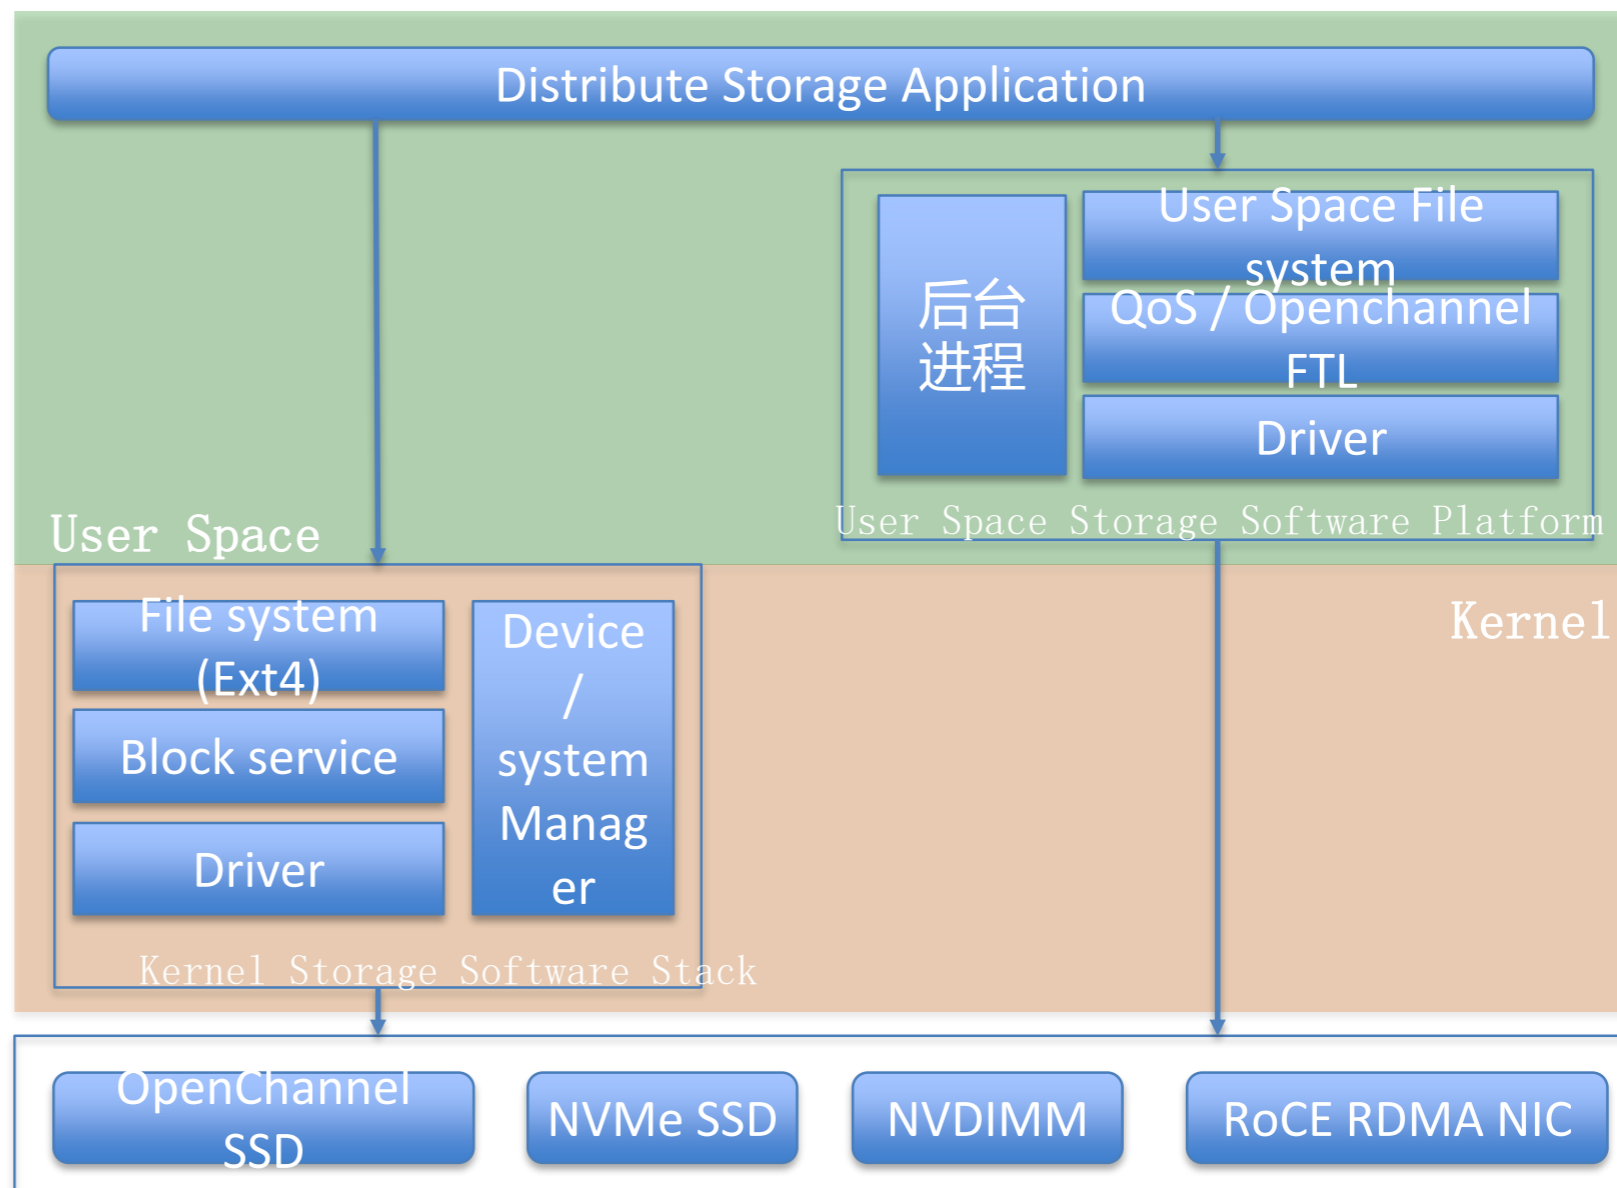 Distribute Storage Application
User Space File
system
后台
进程
QoS / Openchannel
FTL
Driver
User Space Storage Software Platform
User Space
Kernel
File system
(Ext4)
Block service
Driver
Device
/
system
Manag
er
Kernel Storage Software Stack
OpenChannel
SSD
NVMe SSD
NVDIMM
RoCE RDMA NIC